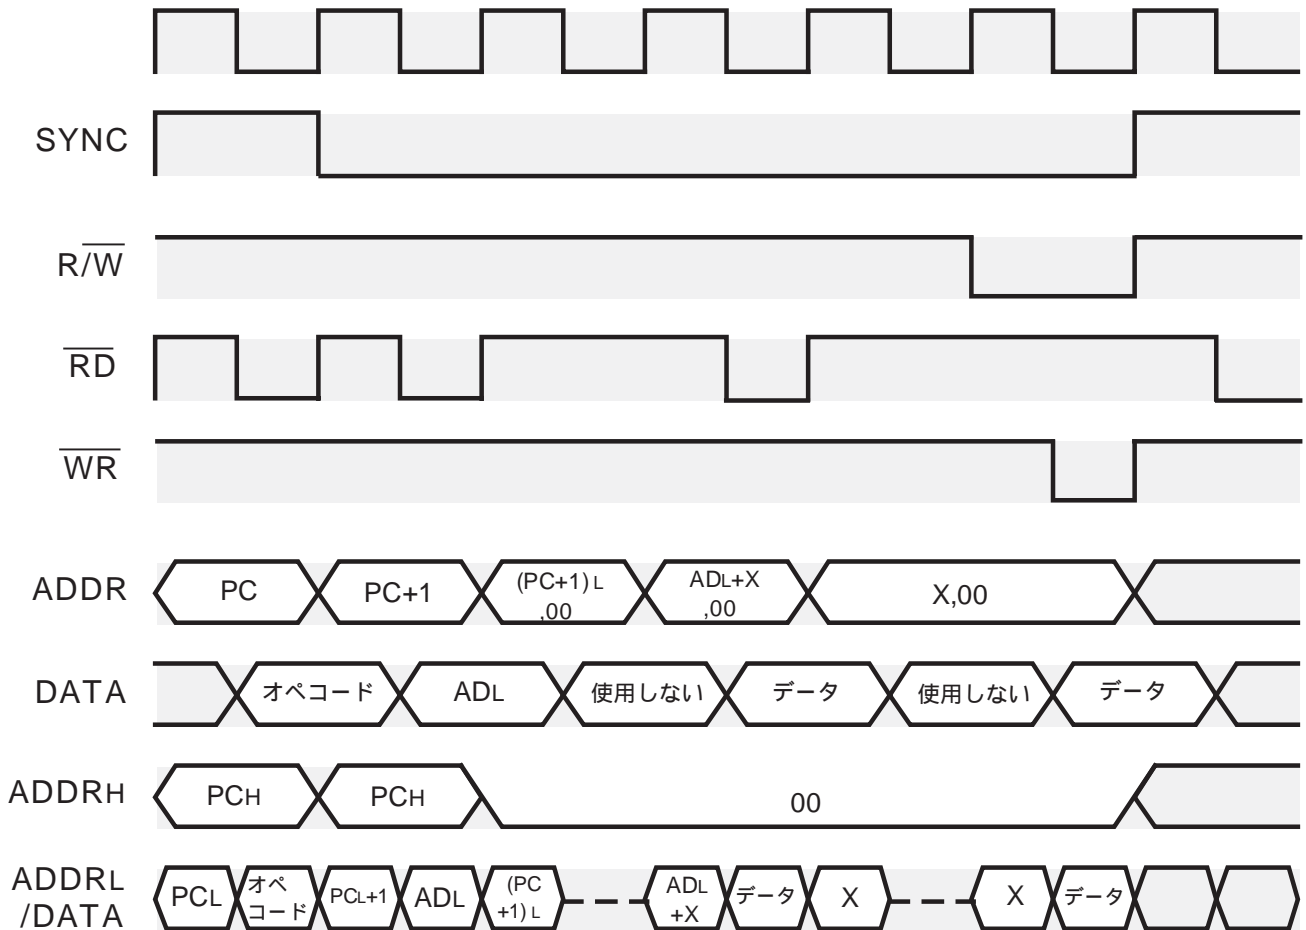 SYNC
R/W
RD
WR
ADDR PC PC+1 (PC+1)L ADL+X X,00
,00 ,00
DATA オペコード ADL 使用しない データ 使用しない データ
ADDRH PCH PCH 00
ADDRL PCL オペ PCL+1 ADL (PC ADL データ X X データ
/DATA コード +1)L +X